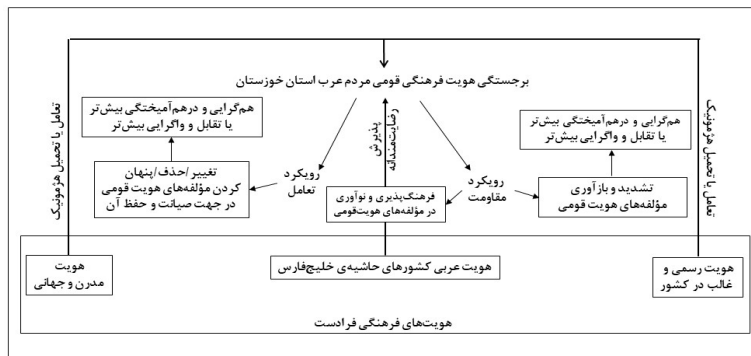 برجستگی هویت فرهنگی قومی مردم عرب استان خوزستان
تعامل یا تحمیل هژمونیک
هم‌گرایی و درهم‌آمیختگی بیش‌تر
یا تقابل و واگرایی بیش‌تر
تشدید و بازآوری
مؤلفه‌های هویت قومی
رویکرد
مقاومت
پذیرش
رضایت‌مندانه
فرهنگ‌پذیری و نوآوری
در مؤلفه‌های هویت‌قومی
رویکرد
تعامل
هم‌گرایی و درهم‌آمیختگی بیش‌تر
یا تقابل و واگرایی بیش‌تر
تغییر/حذف/پنهان
کردن مؤلفه‌های هویت قومی
در جهت صیانت و حفظ آن
تعامل یا تحمیل هژمونیک
هویت رسمی و
غالب در کشور
هویت عربی کشورهای حاشیه‌ی خلیج‌فارس
هویت
مدرن و جهانی
هویت‌های فرهنگی فرادست